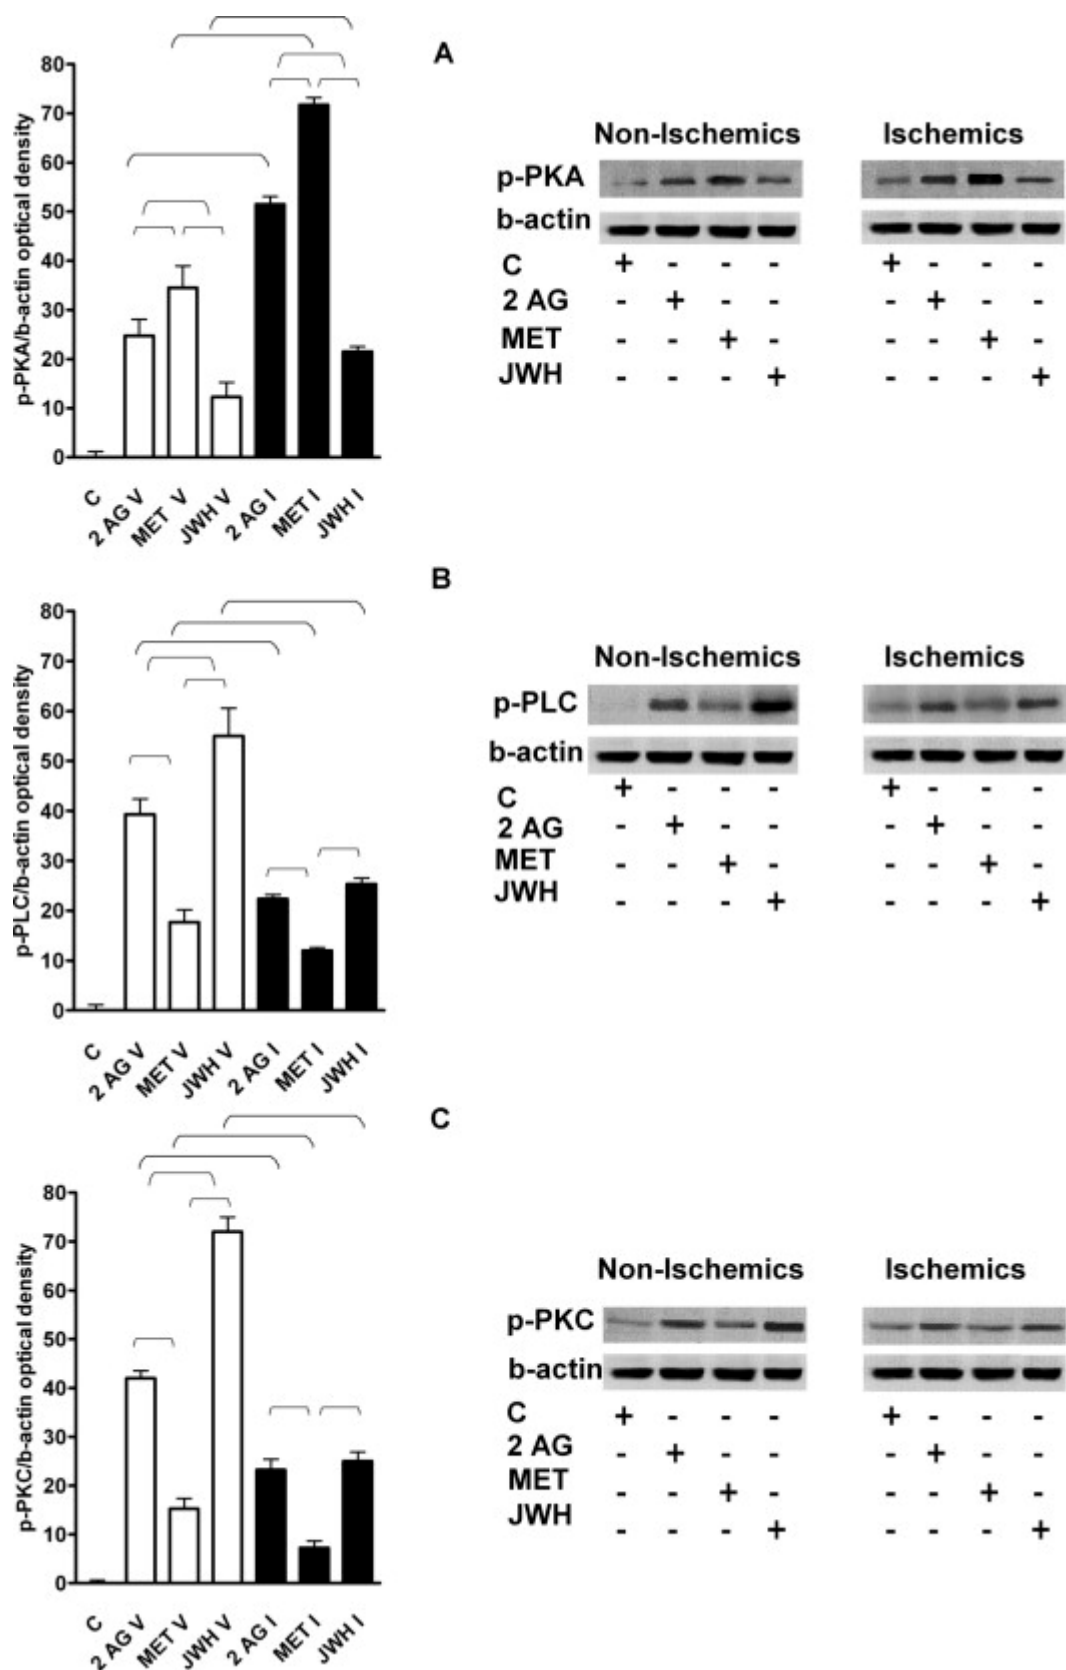 A
p-PKA/b-actin optical density
80
70
60
50
40
30
20
10
0
C
2 AG V
MET V
JWH V
2 AG I
MET I
JWH I
Non-Ischemics Ischemics
p-PKA
b-actin
C + - - - + - - -
2 AG - + - - - + - -
MET - - + - - - + -
JWH - - - + - - - +
B
p-PLC/b-actin optical density
80
70
60
50
40
30
20
10
0
C
2 AG V
MET V
JWH V
2 AG I
MET I
JWH I
Non-Ischemics Ischemics
p-PLC
b-actin
C + - - - + - - -
2 AG - + - - - + - -
MET - - + - - - + -
JWH - - - + - - - +
C
p-PKC/b-actin optical density
80
70
60
50
40
30
20
10
0
C
2 AG V
MET V
JWH V
2 AG I
MET I
JWH I
Non-Ischemics Ischemics
p-PKC
b-actin
C + - - - + - - -
2 AG - + - - - + - -
MET - - + - - - + -
JWH - - - + - - - +